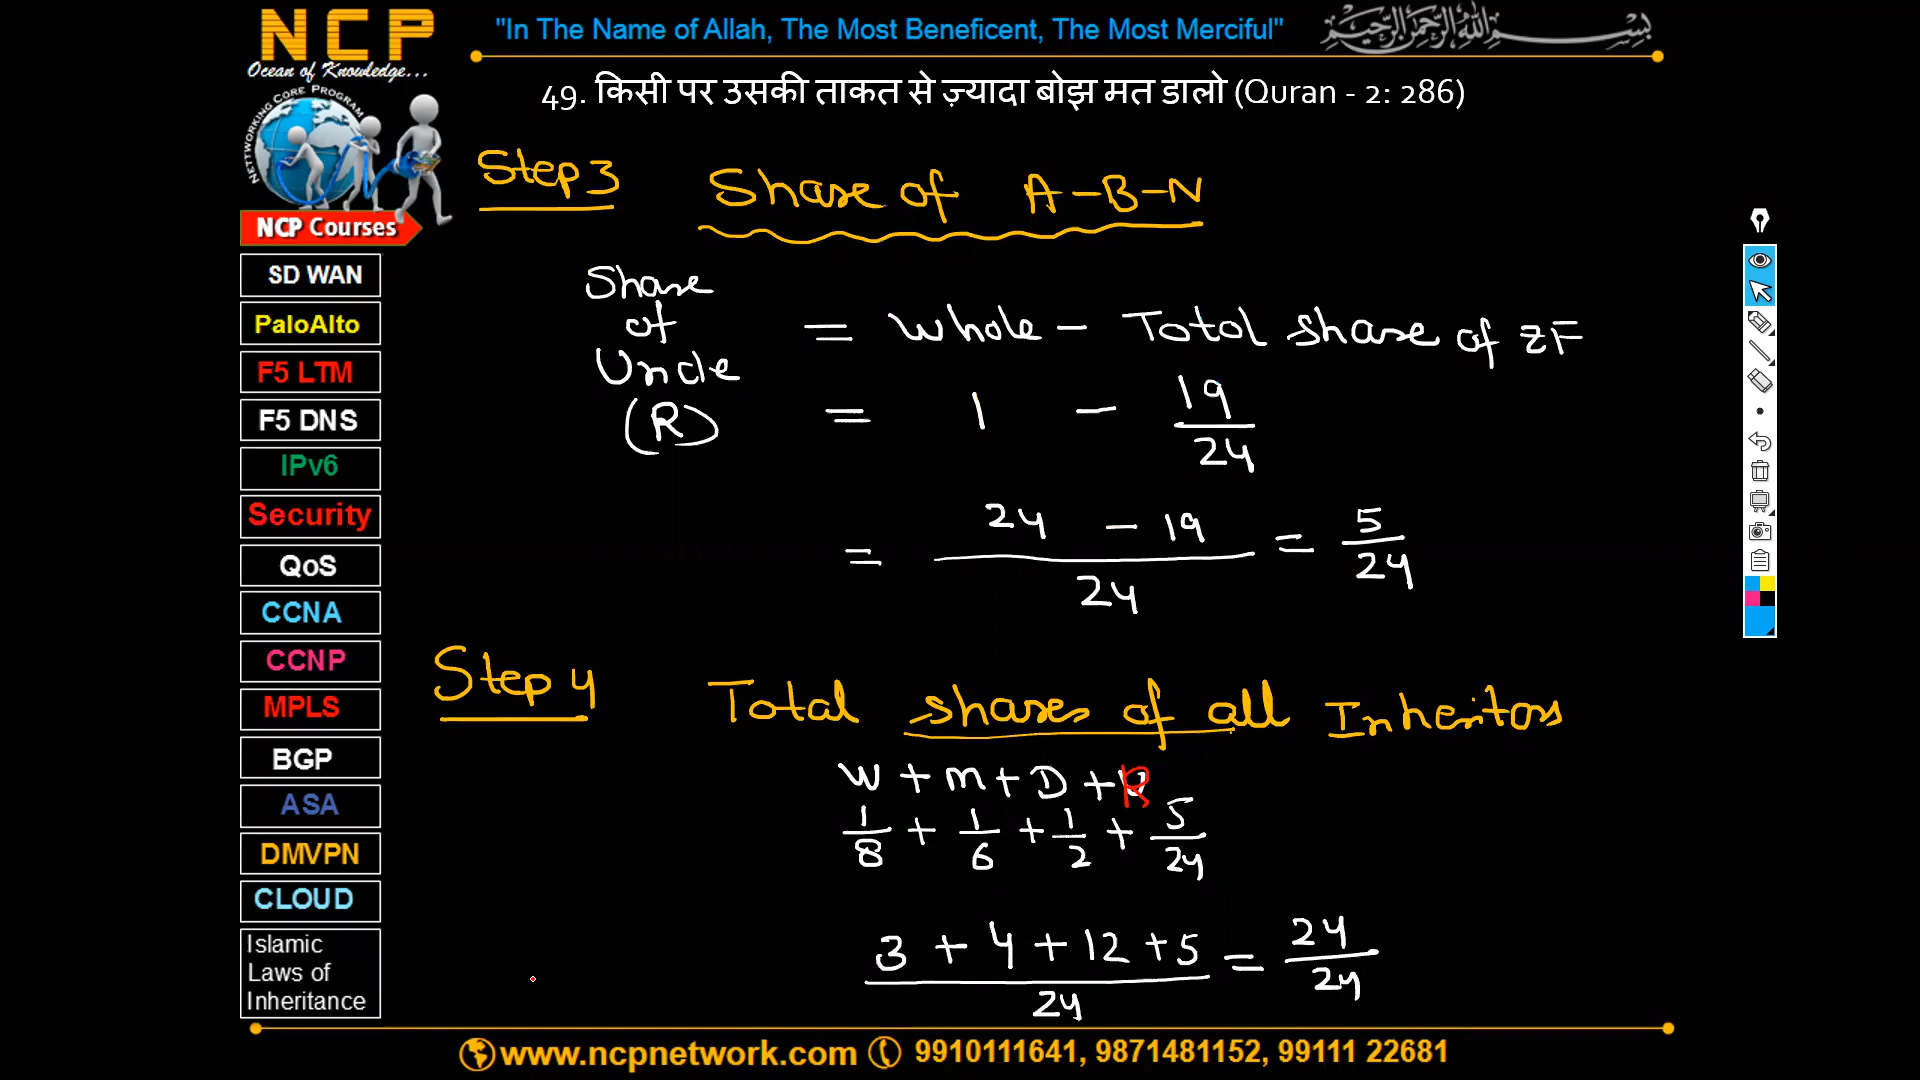 NCP
Ocean of Knowledge...
NETTWORKING CORE PROGRAM
NCP Courses
SD WAN
PaloAlto
F5 LTM
F5 DNS
IPv6
Security
QoS
CCNA
CCNP
MPLS
BGP
ASA
DMVPN
CLOUD
Islamic
Laws of
Inheritance
"In The Name of Allah, The Most Beneficent, The Most Merciful"
بِسْمِ اللَّهِ الرَّحْمَٰنِ الرَّحِيمِ
49. किसी पर उसकी ताकत से ज़्यादा बोझ मत डालो (Quran - 2: 286)
Step 3 Share of A-B-N
Share of Uncle (R) = Whole - Total share of ZF
= 1 - 19/24
= 24 - 19 / 24 = 5/24
Step 4 Total shares of all Inheritors
W + M + D + R
1/8 + 1/6 + 1/2 + 5/24
3 + 4 + 12 + 5 / 24 = 24/24
www.ncpnetwork.com 9910111641, 9871481152, 99111 22681